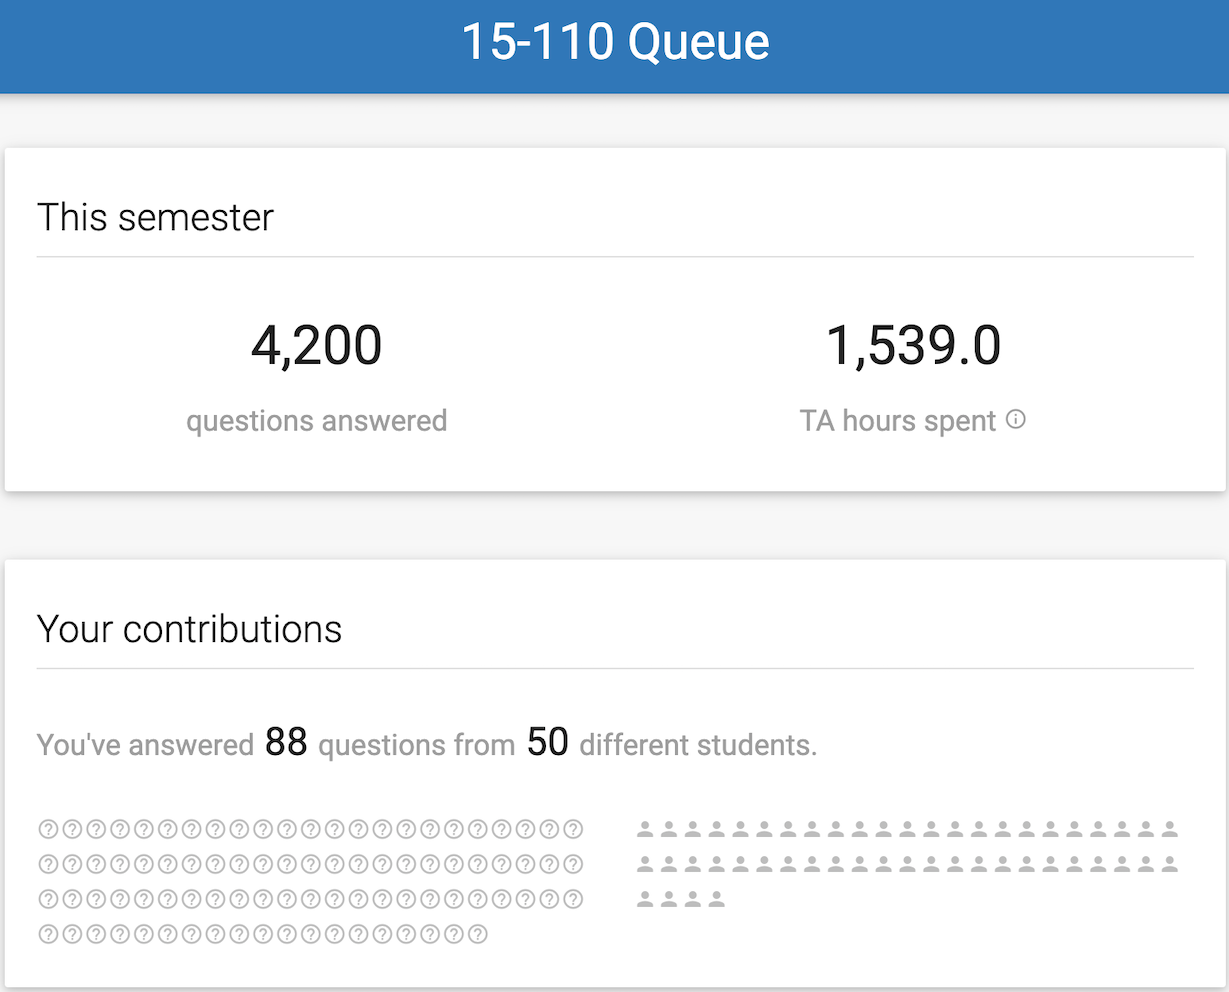 15-110 Queue
This semester
4,200
questions answered
1,539.0
TA hours spent
Your contributions
You've answered 88 questions from 50 different students.